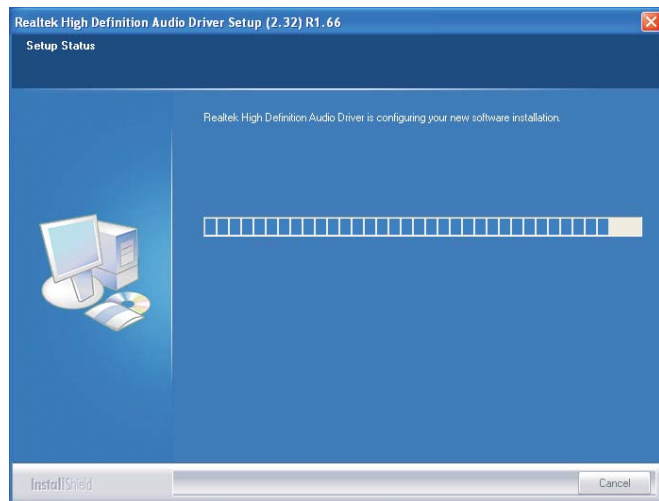 Realtek High Definition Audio Driver Setup (2.32) R1.66
Setup Status
Realtek High Definition Audio Driver is configuring your new software installation.
InstallShield
Cancel